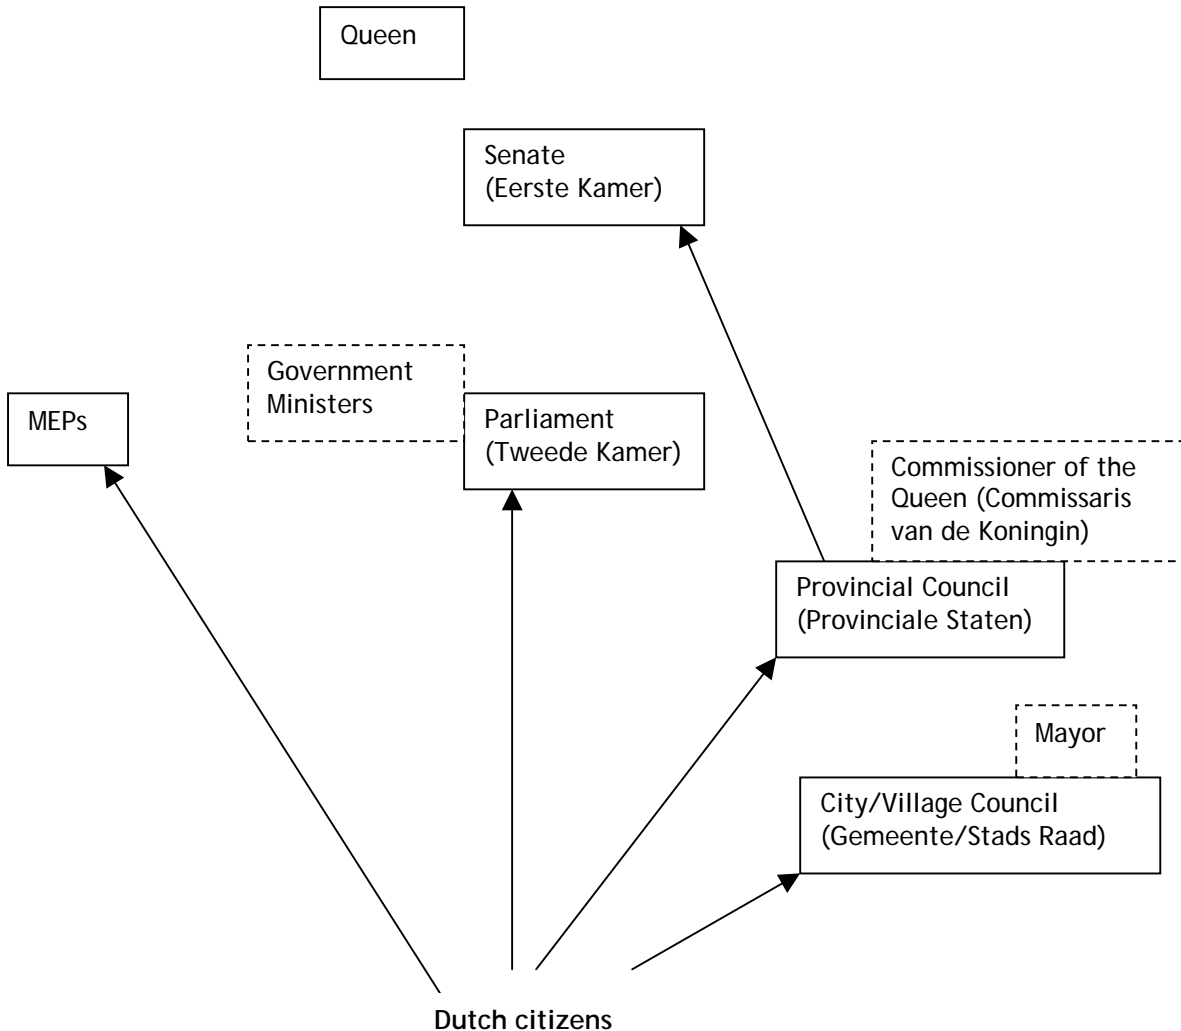 Queen
Senate
(Eerste Kamer)
Government
Ministers
MEPs
Parliament
(Tweede Kamer)
Commissioner of the
Queen (Commissaris
van de Koningin)
Provincial Council
(Provinciale Staten)
Mayor
City/Village Council
(Gemeente/Stads Raad)
Dutch citizens